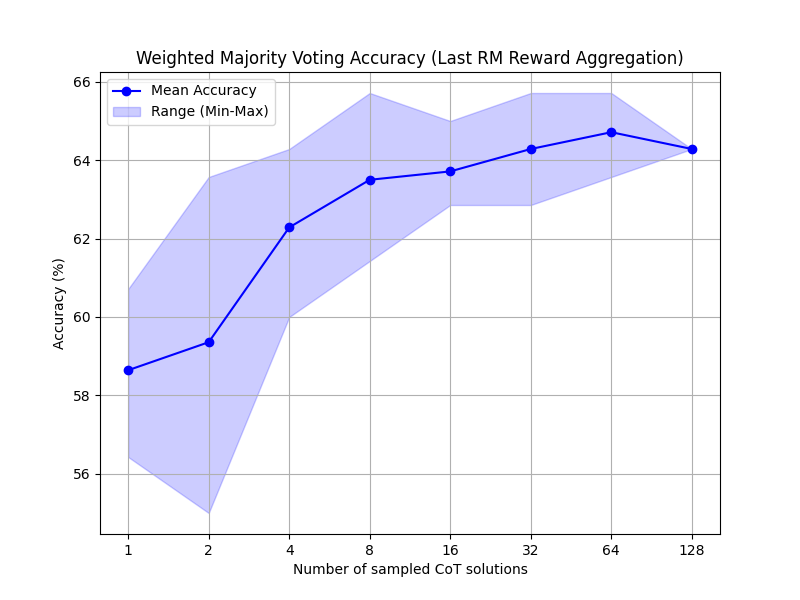 Weighted Majority Voting Accuracy (Last RM Reward Aggregation)
Mean Accuracy
Range (Min-Max)
66
64
62
60
58
56
Accuracy (%)
1 2 4 8 16 32 64 128
Number of sampled CoT solutions